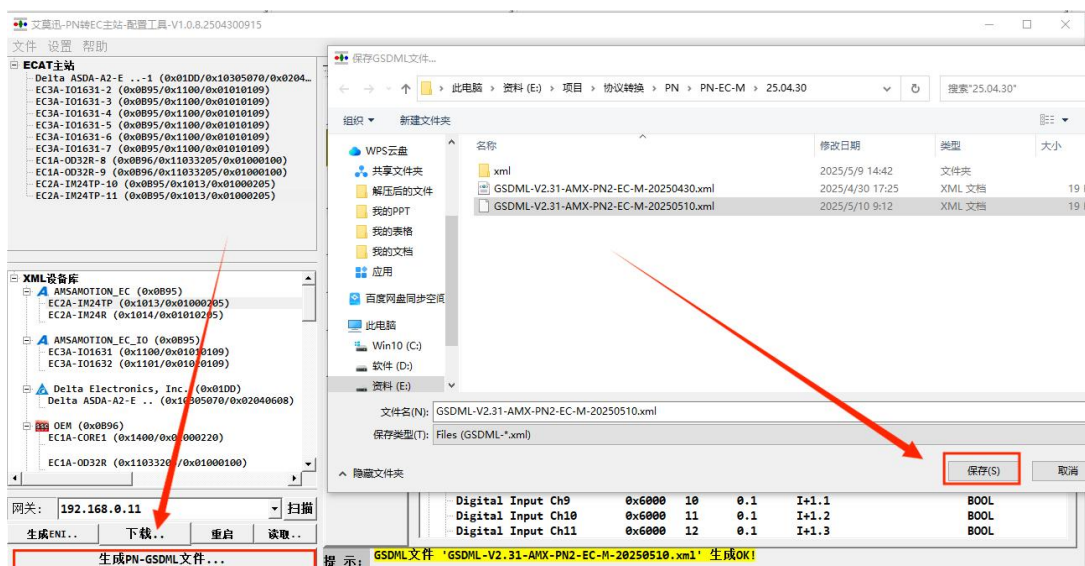 艾莫迅-PN转EC主站-配置工具-V1.0.8.2504300915
文件 设置 帮助
ECAT主站
Delta ASDA-A2-E ..-1 (0x01DD/0x10305070/0x0204…
EC3A-IO1631-2 (0x0B95/0x1100/0x01010109)
EC3A-IO1631-3 (0x0B95/0x1100/0x01010109)
EC3A-IO1631-4 (0x0B95/0x1100/0x01010109)
EC3A-IO1631-5 (0x0B95/0x1100/0x01010109)
EC3A-IO1631-6 (0x0B95/0x1100/0x01010109)
EC3A-IO1631-7 (0x0B95/0x1100/0x01010109)
EC1A-OD32R-8 (0x0B96/0x11033205/0x01000100)
EC1A-OD32R-9 (0x0B96/0x11033205/0x01000100)
EC2A-IM24TP-10 (0x0B95/0x1013/0x01000205)
EC2A-IM24TP-11 (0x0B95/0x1013/0x01000205)
XML设备库
AMSAMOTION_EC (0x0B95)
EC2A-IM24TP (0x1013/0x01000205)
EC2A-IM24R (0x1014/0x01010205)
AMSAMOTION_EC_IO (0x0B95)
EC3A-IO1631 (0x1100/0x01010109)
EC3A-IO1632 (0x1101/0x01020109)
Delta Electronics, Inc. (0x01DD)
Delta ASDA-A2-E .. (0x10305070/0x02040608)
OEM (0x0B96)
EC1A-CORE1 (0x1400/0x02000220)
EC1A-OD32R (0x11033205/0x01000100)
网关: 192.168.0.11 扫描
生成ENI.. 下载.. 重启 读取..
生成PN-GSDML文件...
保存GSDML文件...
此电脑 › 资料 (E:) › 项目 › 协议转换 › PN › PN-EC-M › 25.04.30
搜索"25.04.30"
组织 新建文件夹
WPS云盘
共享文件夹
解压后的文件
我的PPT
我的表格
我的文档
应用
百度网盘同步空间
此电脑
Win10 (C:)
软件 (D:)
资料 (E:)
名称 修改日期 类型 大小
xml 2025/5/9 14:42 文件夹
GSDML-V2.31-AMX-PN2-EC-M-20250430.xml 2025/4/30 17:25 XML 文档 19
GSDML-V2.31-AMX-PN2-EC-M-20250510.xml 2025/5/10 9:12 XML 文档 19
文件名(N): GSDML-V2.31-AMX-PN2-EC-M-20250510.xml
保存类型(T): Files (GSDML-*.xml)
隐藏文件夹 保存(S) 取消
Digital Input Ch9 0x6000 10 0.1 I+1.1 BOOL
Digital Input Ch10 0x6000 11 0.1 I+1.2 BOOL
Digital Input Ch11 0x6000 12 0.1 I+1.3 BOOL
提 示: GSDML文件 'GSDML-V2.31-AMX-PN2-EC-M-20250510.xml' 生成OK!